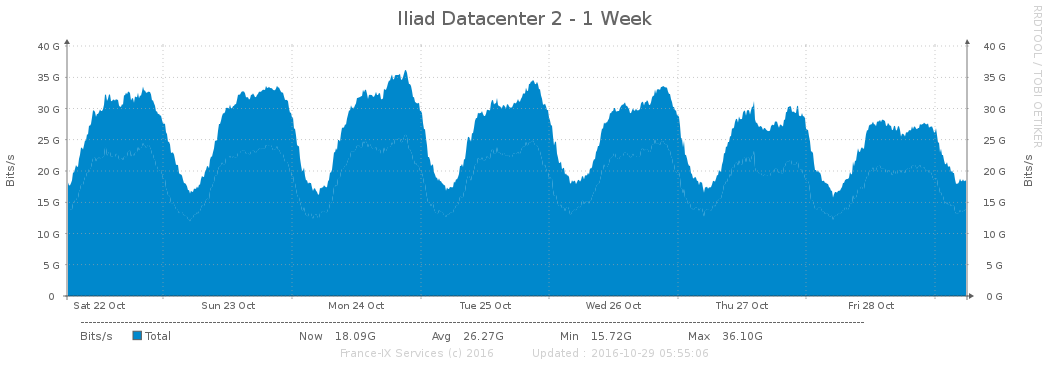 Iliad Datacenter 2 - 1 Week
RRDTOOL / TOBI OETIKER
40 G 40 G
35 G 35 G
30 G 30 G
25 G 25 G
20 G 20 G
15 G 15 G
10 G 10 G
5 G 5 G
0 0 G
Bits/s
Bits/s
Sat 22 Oct Sun 23 Oct Mon 24 Oct Tue 25 Oct Wed 26 Oct Thu 27 Oct Fri 28 Oct
Bits/s Total Now 18.09G Avg 26.27G Min 15.72G Max 36.10G
France-IX Services (c) 2016 Updated : 2016-10-29 05:55:06